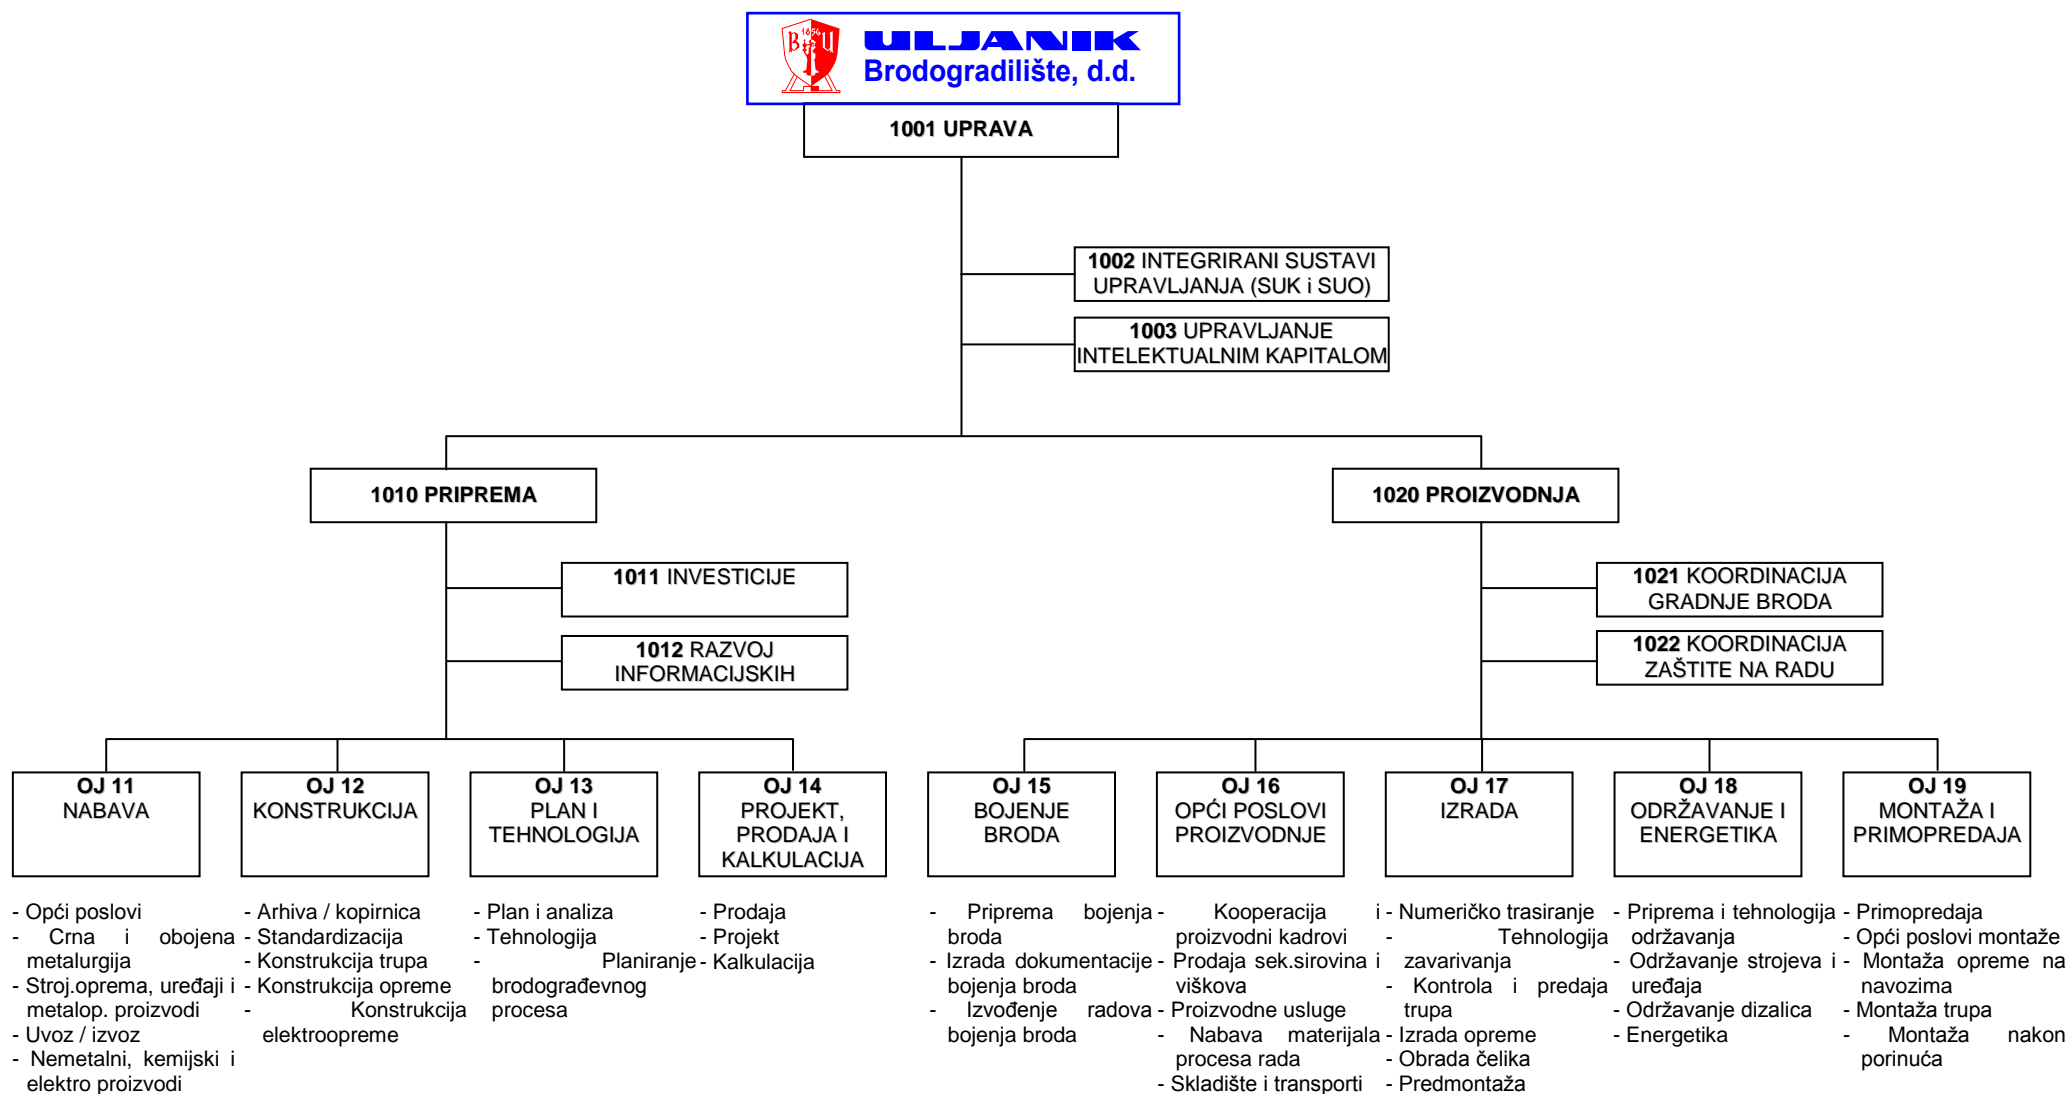 B 1856 U
ULJANIK
Brodogradilište, d.d.
1001 UPRAVA
1002 INTEGRIRANI SUSTAVI
UPRAVLJANJA (SUK i SUO)
1003 UPRAVLJANJE
INTELEKTUALNIM KAPITALOM
1010 PRIPREMA
1020 PROIZVODNJA
1011 INVESTICIJE
1012 RAZVOJ
INFORMACIJSKIH
1021 KOORDINACIJA
GRADNJE BRODA
1022 KOORDINACIJA
ZAŠTITE NA RADU
OJ 11
NABAVA
OJ 12
KONSTRUKCIJA
OJ 13
PLAN I
TEHNOLOGIJA
OJ 14
PROJEKT,
PRODAJA I
KALKULACIJA
OJ 15
BOJENJE
BRODA
OJ 16
OPĆI POSLOVI
PROIZVODNJE
OJ 17
IZRADA
OJ 18
ODRŽAVANJE I
ENERGETIKA
OJ 19
MONTAŽA I
PRIMOPREDAJA
- Opći poslovi
- Crna i obojena
metalurgija
- Stroj.oprema, uređaji i
metalop. proizvodi
- Uvoz / izvoz
- Nemetalni, kemijski i
elektro proizvodi
- Arhiva / kopirnica
- Standardizacija
- Konstrukcija trupa
- Konstrukcija opreme
- Konstrukcija
elektroopreme
- Plan i analiza
- Tehnologija
- Planiranje
brodograđevnog
procesa
- Prodaja
- Projekt
- Kalkulacija
- Priprema bojenja
broda
- Izrada dokumentacije
bojenja broda
- Izvođenje radova
bojenja broda
- Kooperacija i
proizvodni kadrovi
- Prodaja sek.sirovina i
viškova
- Proizvodne usluge
- Nabava materijala
procesa rada
- Skladište i transporti
- Numeričko trasiranje
- Tehnologija
zavarivanja
- Kontrola i predaja
trupa
- Izrada opreme
- Obrada čelika
- Predmontaža
- Priprema i tehnologija
održavanja
- Održavanje strojeva i
uređaja
- Održavanje dizalica
- Energetika
- Primopredaja
- Opći poslovi montaže
- Montaža opreme na
navozima
- Montaža trupa
- Montaža nakon
porinuća